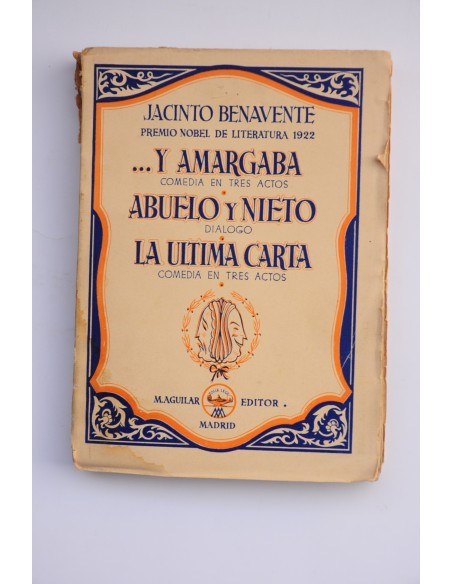 JACINTO BENAVENTE
PREMIO NOBEL DE LITERATURA 1922
...Y AMARGABA
COMEDIA EN TRES ACTOS
ABUELO Y NIETO
DIALOGO
LA ULTIMA CARTA
COMEDIA EN TRES ACTOS
M. AGUILAR EDITOR.
MADRID